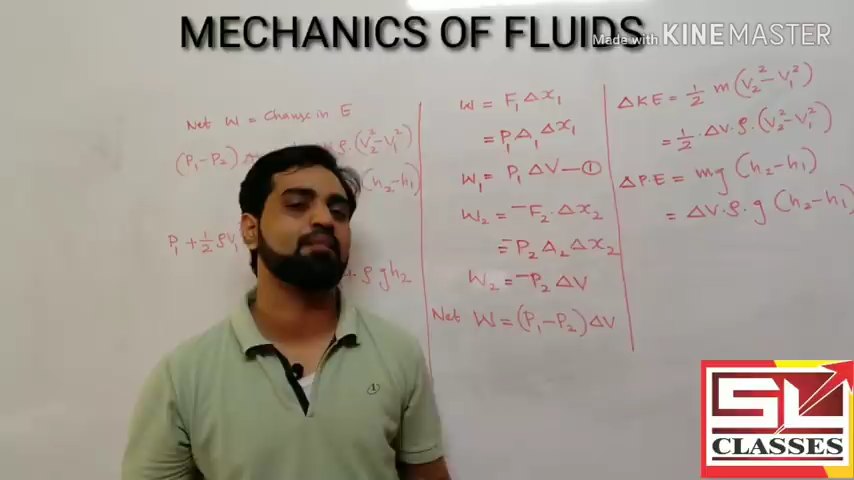 MECHANICS OF FLUIDS
Made with KINEMASTER
Net W = Change in E
(P₁-P₂) Δ ρ.(V₂²-V₁²)
(h₂-h₁)
P₁ + ½ ρV₁
+ ρgh₂
W = F₁ Δx₁
= P₁ A₁ Δx₁
W₁ = P₁ ΔV — ①
W₂ = -F₂ . Δx₂
= -P₂ A₂ Δx₂
W₂ = -P₂ ΔV
Net W = (P₁-P₂) ΔV
ΔKE = ½ m (V₂²-V₁²)
= ½ . ΔV . ρ . (V₂²-V₁²)
ΔP.E = mg (h₂-h₁)
= ΔV . ρ . g (h₂-h₁)
SL
CLASSES